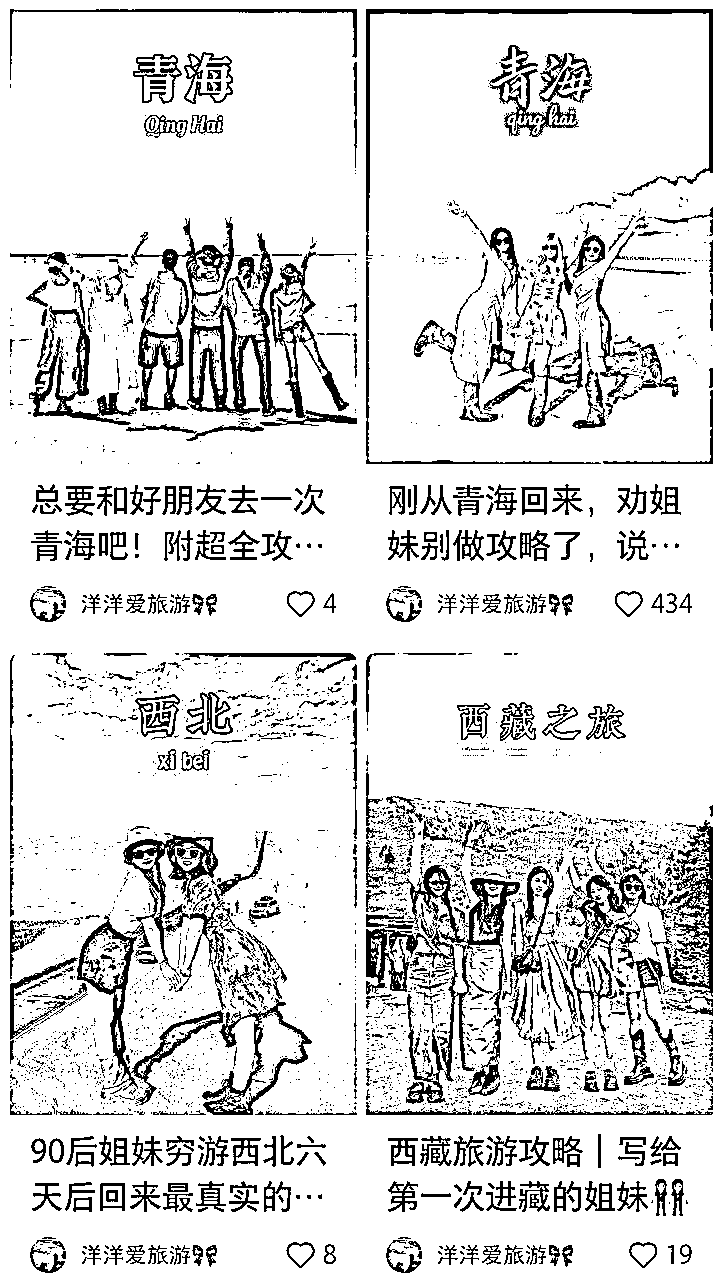 青海
Qing Hai
总要和好朋友去一次
青海吧！附超全攻…
洋洋爱旅游
4
青海
qing hai
刚从青海回来，劝姐
妹别做攻略了，说…
洋洋爱旅游
434
西北
xi bei
90后姐妹穷游西北六
天后回来最真实的…
洋洋爱旅游
8
西藏之旅
西藏旅游攻略｜写给
第一次进藏的姐妹👭
洋洋爱旅游
19